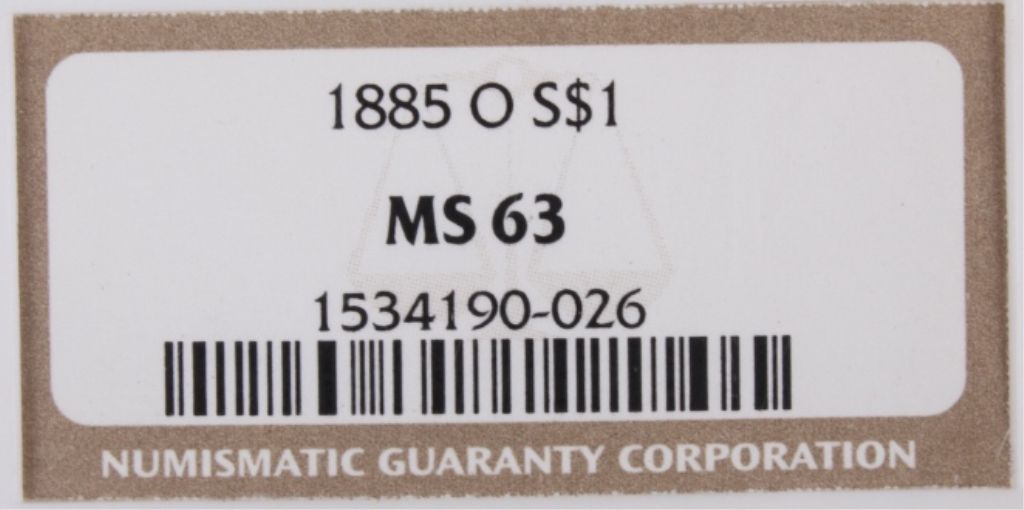 1885 O S$1
MS 63
1534190-026
NUMISMATIC GUARANTY CORPORATION